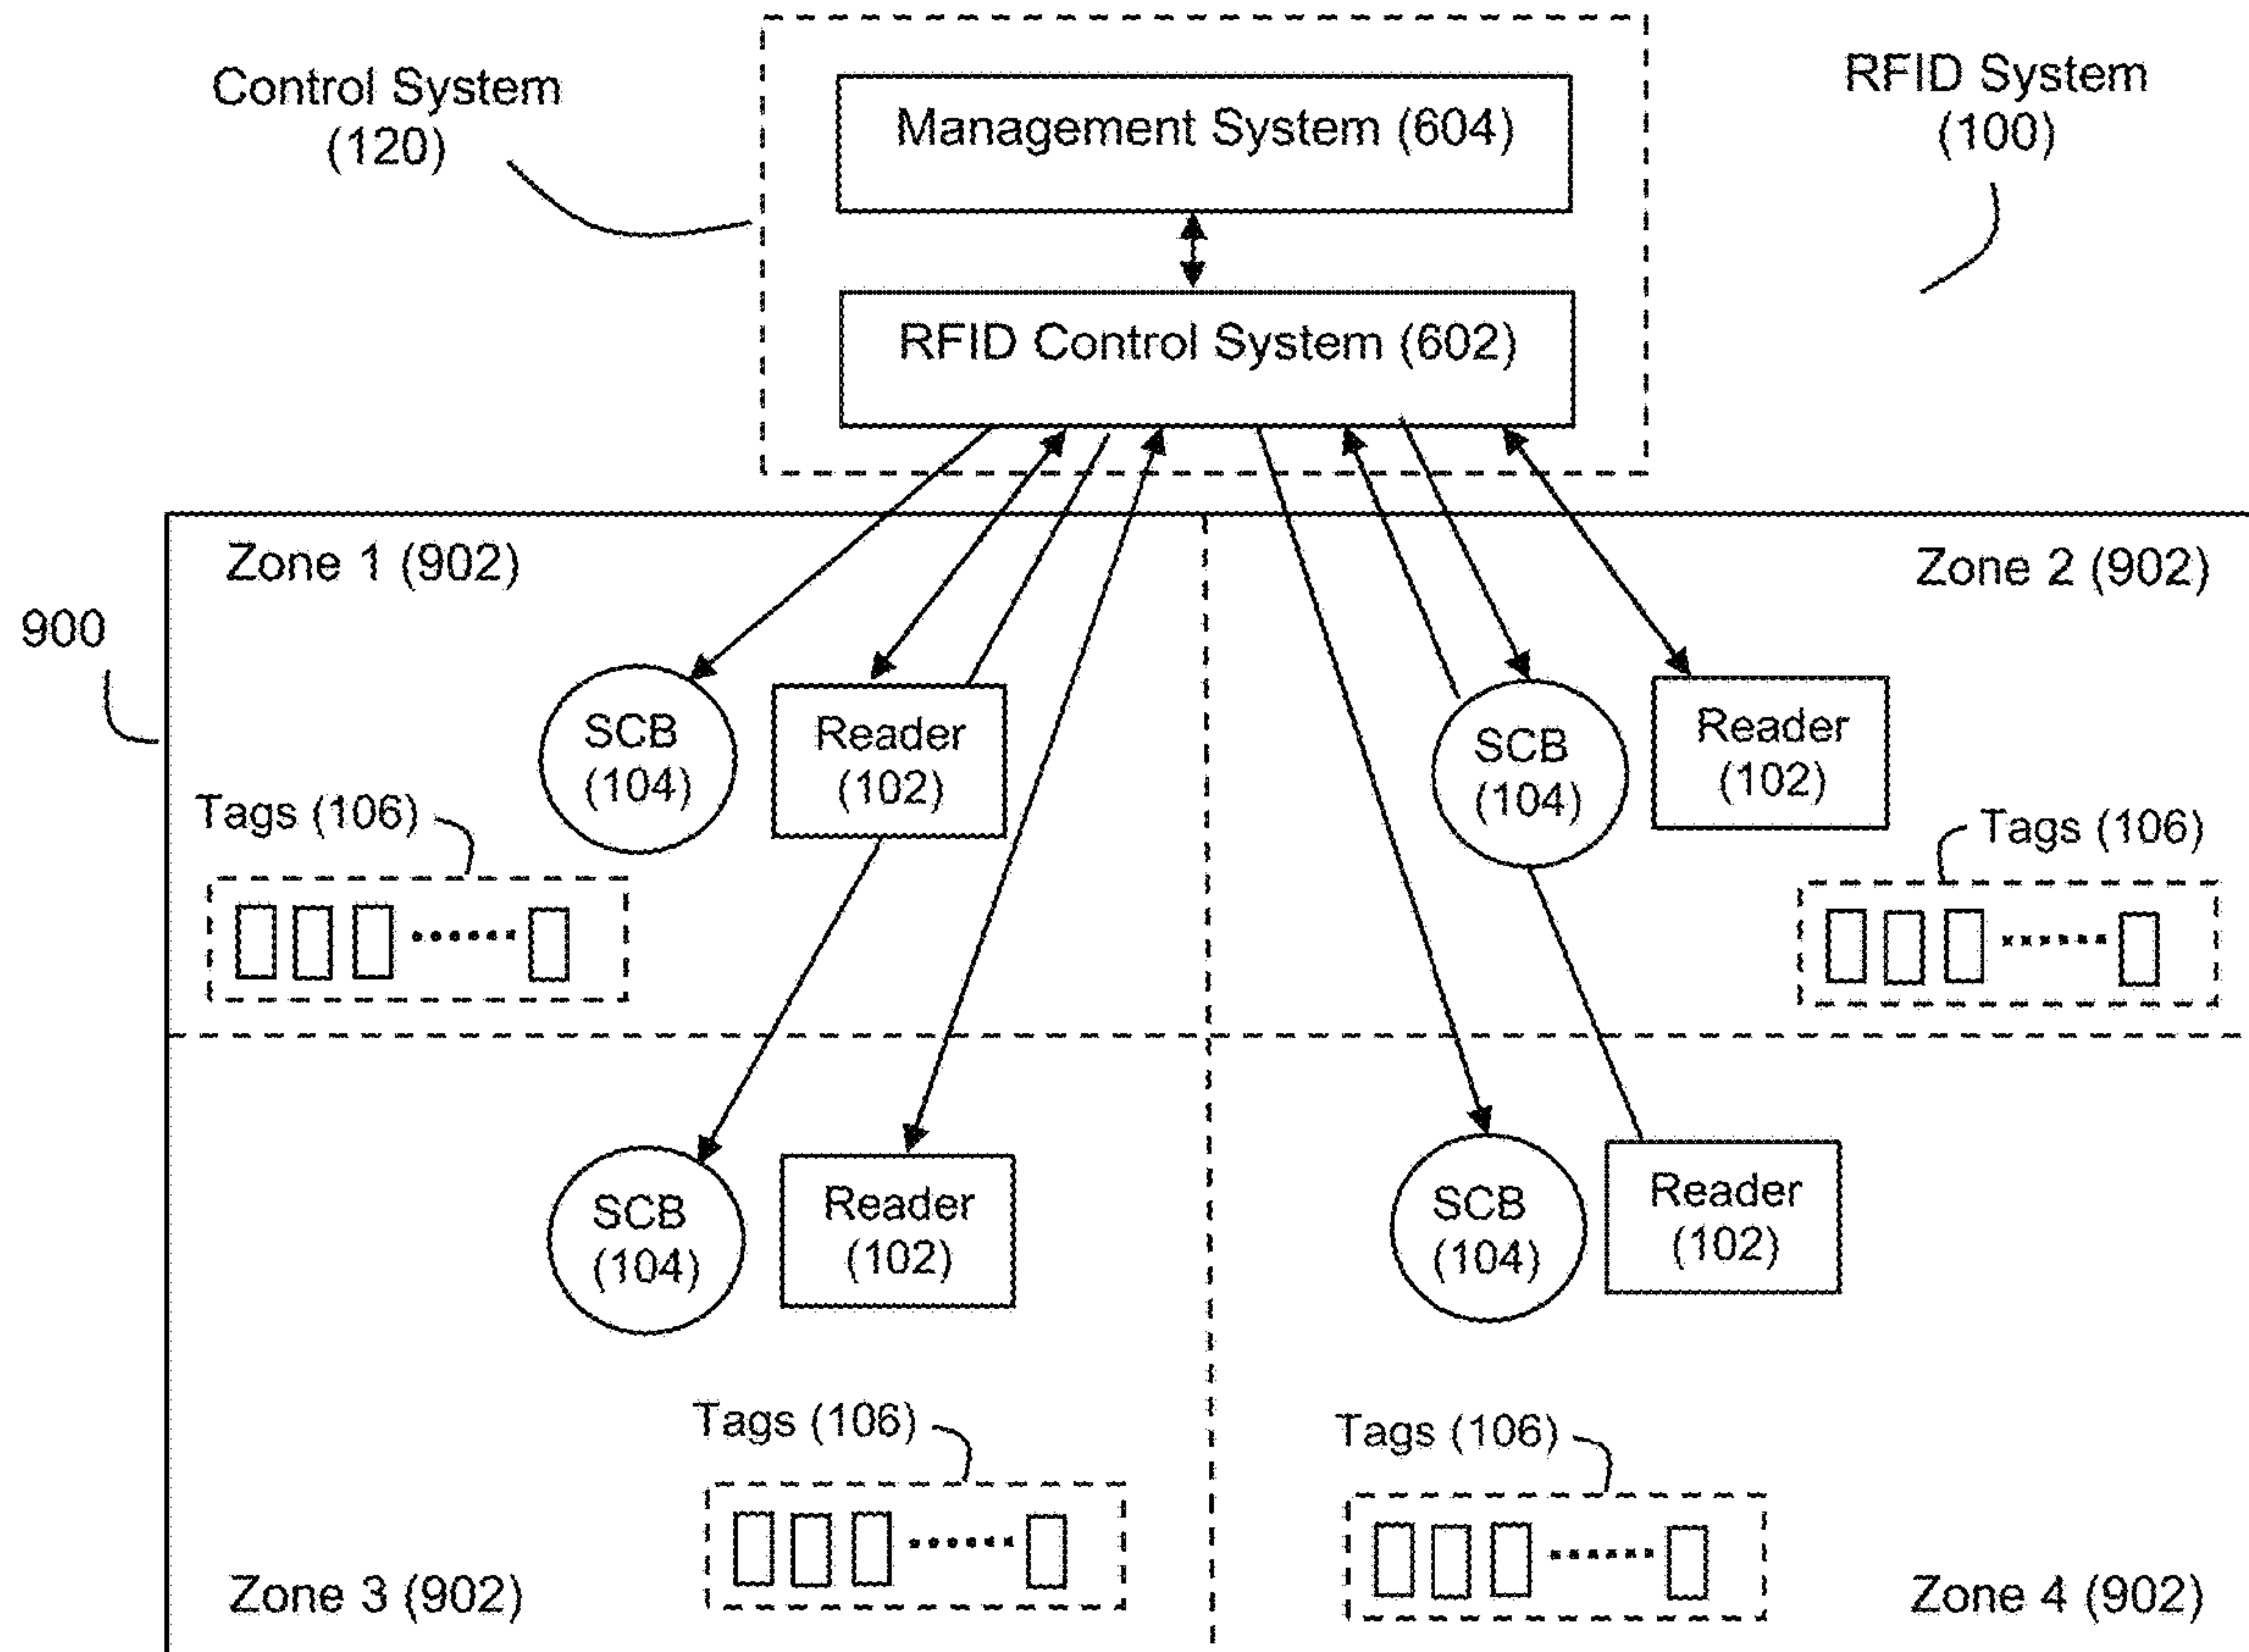 Control System
(120)
Management System (604)
RFID System
(100)
RFID Control System (602)
Zone 1 (902)
Zone 2 (902)
900
SCB
(104)
Reader
(102)
SCB
(104)
Reader
(102)
Tags (106)
Tags (106)
SCB
(104)
Reader
(102)
SCB
(104)
Reader
(102)
Tags (106)
Tags (106)
Zone 3 (902)
Zone 4 (902)